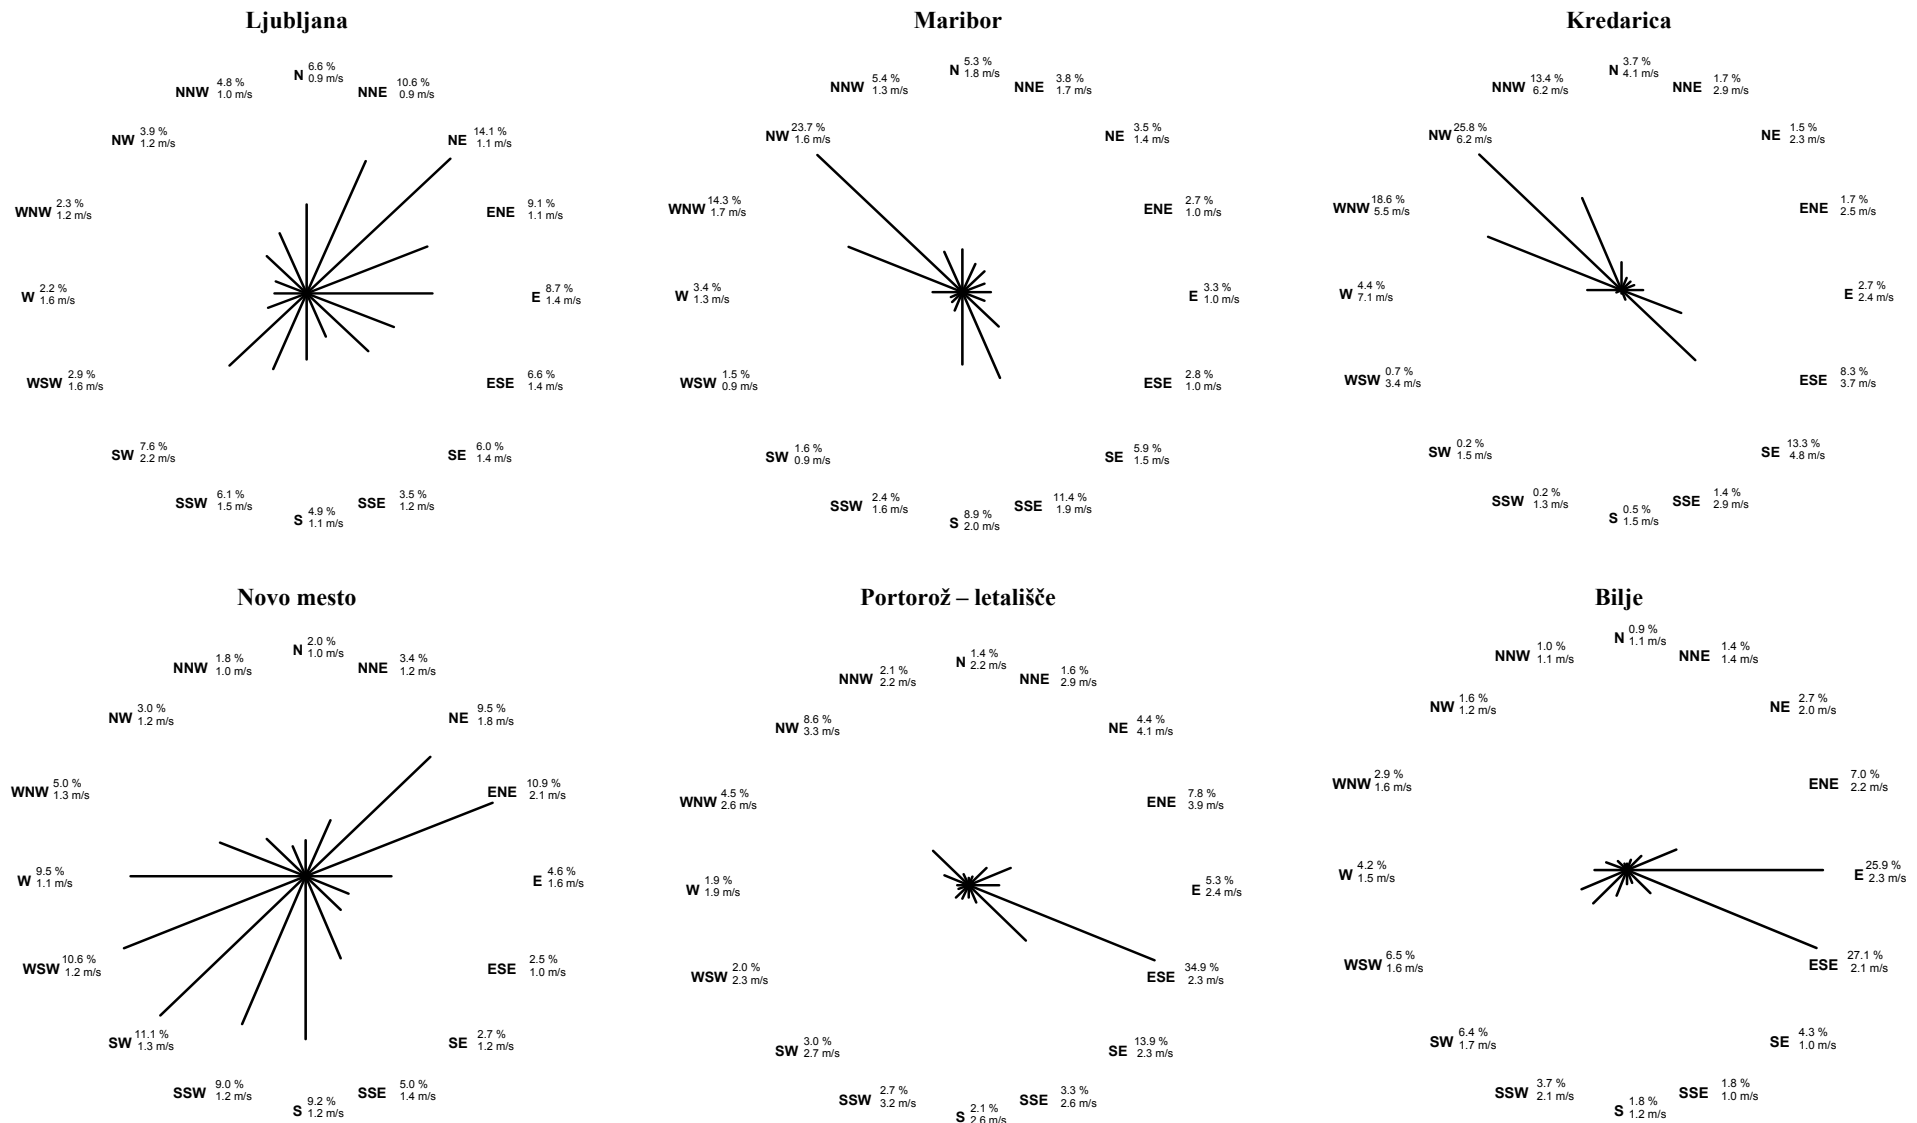 Ljubljana
N 6.6 %
0.9 m/s
NNE 10.6 %
0.9 m/s
NE 14.1 %
1.1 m/s
ENE 9.1 %
1.1 m/s
E 8.7 %
1.4 m/s
ESE 6.6 %
1.4 m/s
SE 6.0 %
1.4 m/s
SSE 3.5 %
1.2 m/s
S 4.9 %
1.1 m/s
SSW 6.1 %
1.5 m/s
SW 7.6 %
2.2 m/s
WSW 2.9 %
1.6 m/s
W 2.2 %
1.6 m/s
WNW 2.3 %
1.2 m/s
NW 3.9 %
1.2 m/s
NNW 4.8 %
1.0 m/s
Maribor
N 5.3 %
1.8 m/s
NNE 3.8 %
1.7 m/s
NE 3.5 %
1.4 m/s
ENE 2.7 %
1.0 m/s
E 3.3 %
1.0 m/s
ESE 2.8 %
1.0 m/s
SE 5.9 %
1.5 m/s
SSE 11.4 %
1.9 m/s
S 8.9 %
2.0 m/s
SSW 2.4 %
1.6 m/s
SW 1.6 %
0.9 m/s
WSW 1.5 %
0.9 m/s
W 3.4 %
1.3 m/s
WNW 14.3 %
1.7 m/s
NW 23.7 %
1.6 m/s
NNW 5.4 %
1.3 m/s
Kredarica
N 3.7 %
4.1 m/s
NNE 1.7 %
2.9 m/s
NE 1.5 %
2.3 m/s
ENE 1.7 %
2.5 m/s
E 2.7 %
2.4 m/s
ESE 8.3 %
3.7 m/s
SE 13.3 %
4.8 m/s
SSE 1.4 %
2.9 m/s
S 0.5 %
1.5 m/s
SSW 0.2 %
1.3 m/s
SW 0.2 %
1.5 m/s
WSW 0.7 %
3.4 m/s
W 4.4 %
7.1 m/s
WNW 18.6 %
5.5 m/s
NW 25.8 %
6.2 m/s
NNW 13.4 %
6.2 m/s
Novo mesto
N 2.0 %
1.0 m/s
NNE 3.4 %
1.2 m/s
NE 9.5 %
1.8 m/s
ENE 10.9 %
2.1 m/s
E 4.6 %
1.6 m/s
ESE 2.5 %
1.0 m/s
SE 2.7 %
1.2 m/s
SSE 5.0 %
1.4 m/s
S 9.2 %
1.2 m/s
SSW 9.0 %
1.2 m/s
SW 11.1 %
1.3 m/s
WSW 10.6 %
1.2 m/s
W 9.5 %
1.1 m/s
WNW 5.0 %
1.3 m/s
NW 3.0 %
1.2 m/s
NNW 1.8 %
1.0 m/s
Portorož – letališče
N 1.4 %
2.2 m/s
NNE 1.6 %
2.9 m/s
NE 4.4 %
4.1 m/s
ENE 7.8 %
3.9 m/s
E 5.3 %
2.4 m/s
ESE 34.9 %
2.3 m/s
SE 13.9 %
2.3 m/s
SSE 3.3 %
2.6 m/s
S 2.1 %
2.6 m/s
SSW 2.7 %
3.2 m/s
SW 3.0 %
2.7 m/s
WSW 2.0 %
2.3 m/s
W 1.9 %
1.9 m/s
WNW 4.5 %
2.6 m/s
NW 8.6 %
3.3 m/s
NNW 2.1 %
2.2 m/s
Bilje
N 0.9 %
1.1 m/s
NNE 1.4 %
1.4 m/s
NE 2.7 %
2.0 m/s
ENE 7.0 %
2.2 m/s
E 25.9 %
2.3 m/s
ESE 27.1 %
2.1 m/s
SE 4.3 %
1.0 m/s
SSE 1.8 %
1.0 m/s
S 1.8 %
1.2 m/s
SSW 3.7 %
2.1 m/s
SW 6.4 %
1.7 m/s
WSW 6.5 %
1.6 m/s
W 4.2 %
1.5 m/s
WNW 2.9 %
1.6 m/s
NW 1.6 %
1.2 m/s
NNW 1.0 %
1.1 m/s